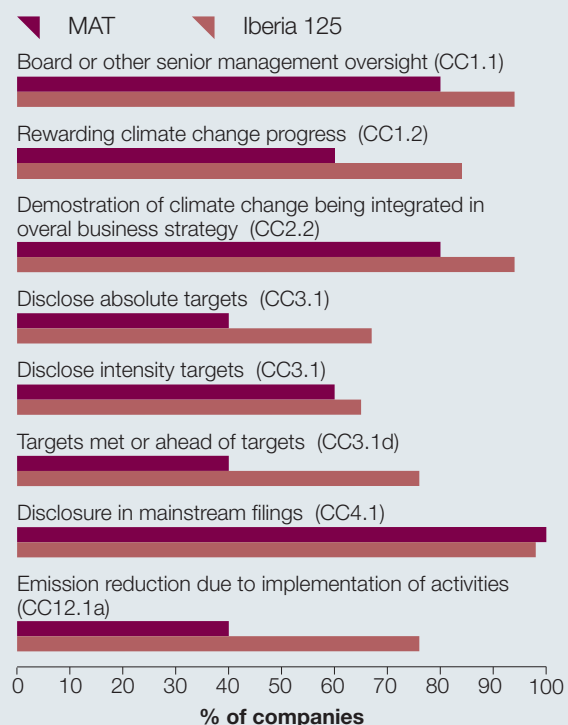 MAT Iberia 125
Board or other senior management oversight (CC1.1)
Rewarding climate change progress (CC1.2)
Demostration of climate change being integrated in
overal business strategy (CC2.2)
Disclose absolute targets (CC3.1)
Disclose intensity targets (CC3.1)
Targets met or ahead of targets (CC3.1d)
Disclosure in mainstream filings (CC4.1)
Emission reduction due to implementation of activities
(CC12.1a)
0 10 20 30 40 50 60 70 80 90 100
% of companies